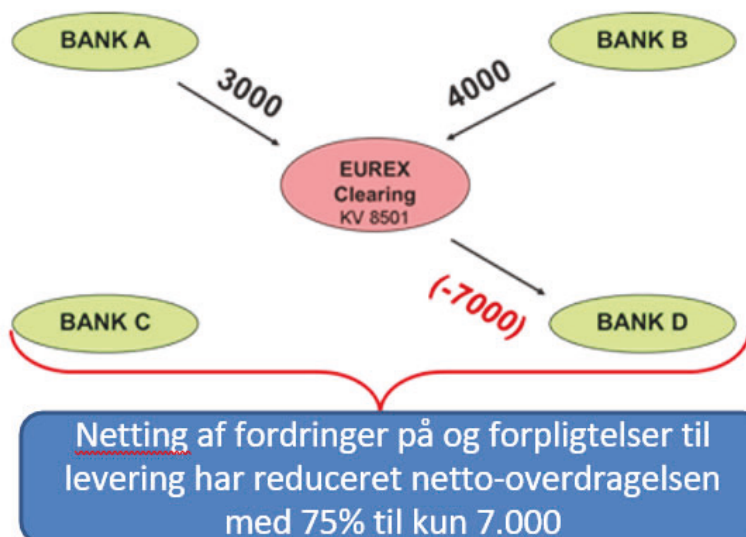 BANK A
BANK B
3000
4000
EUREX
Clearing
KV 8501
(-7000)
BANK C
BANK D
Netting af fordringer på og forpligtelser til
levering har reduceret netto-overdragelsen
med 75% til kun 7.000